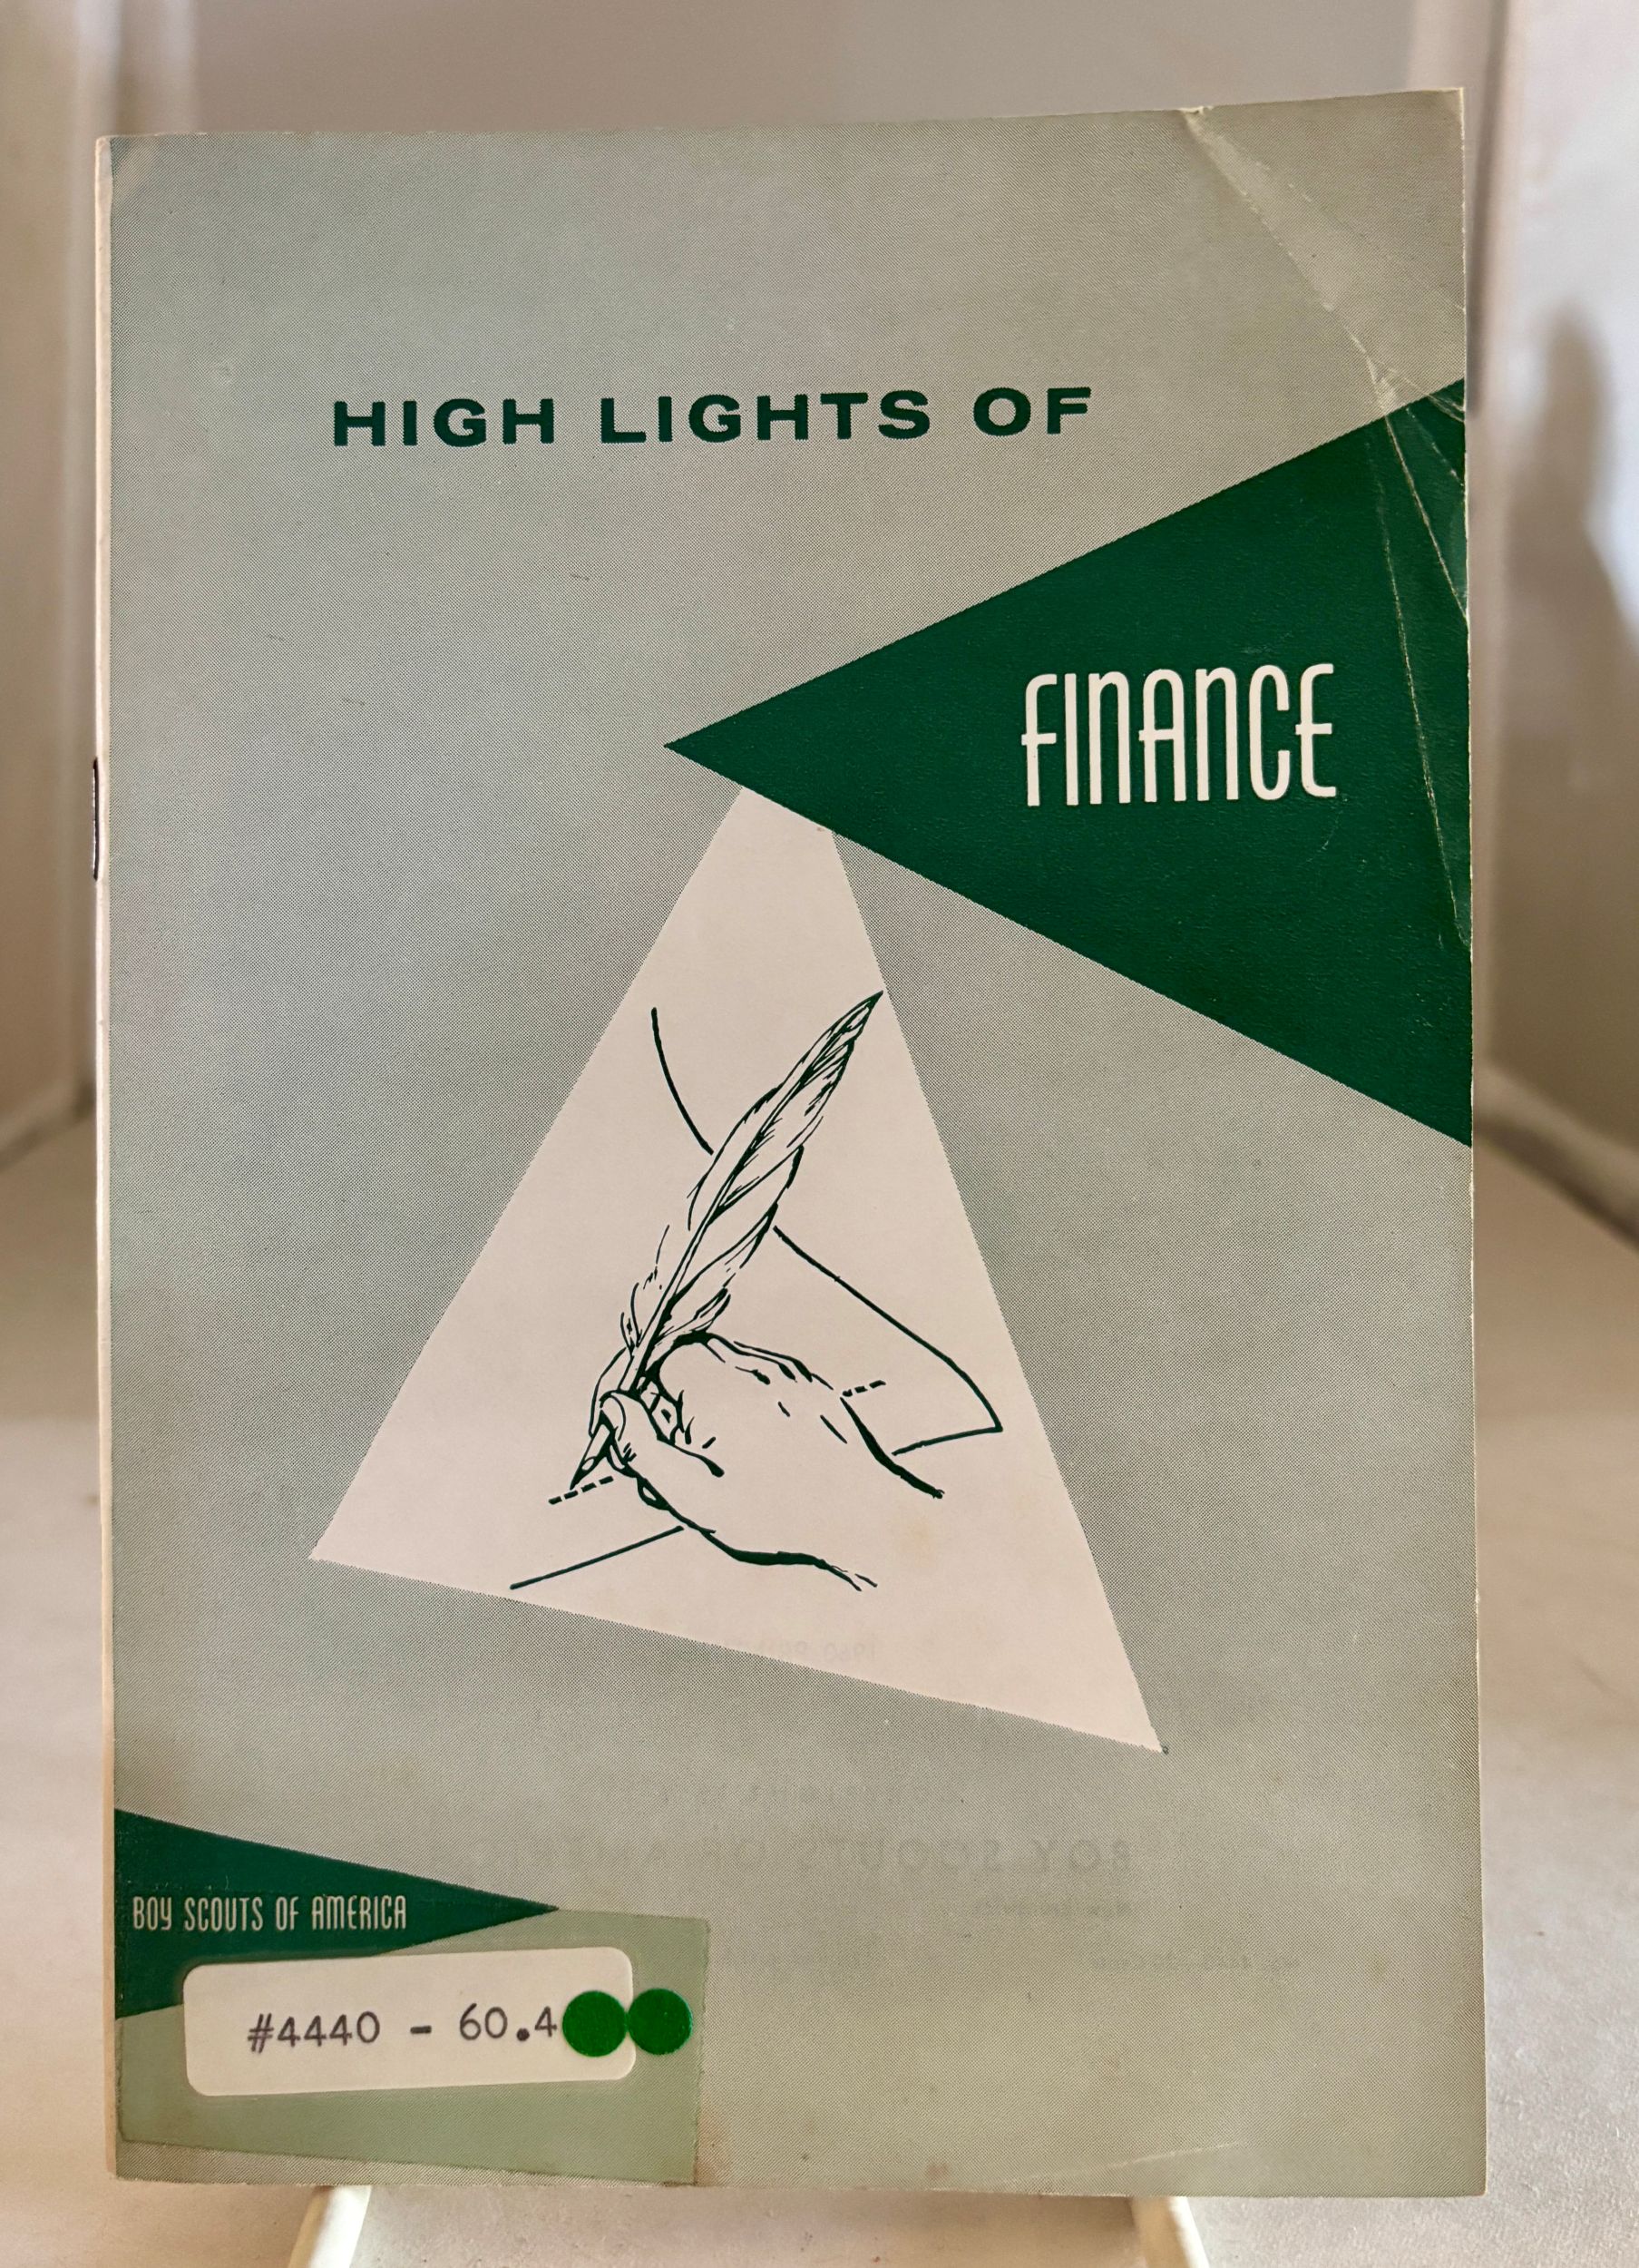 HIGH LIGHTS OF
FINANCE
BOY SCOUTS OF AMERICA
#4440 - 60.4